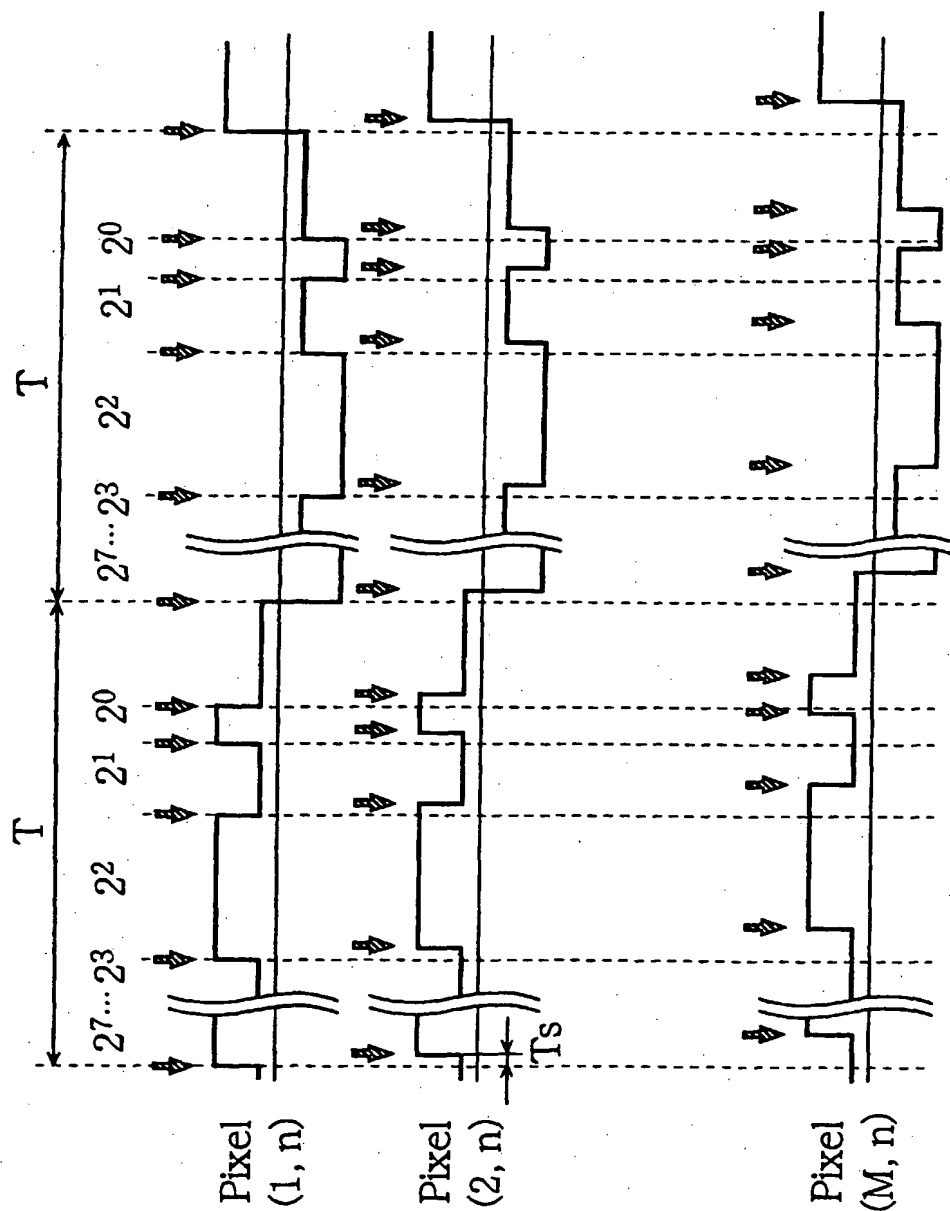 T T
2⁷... 2³ 2² 2¹ 2⁰ 2⁷... 2³ 2² 2¹ 2⁰
Pixel
(1, n)
Pixel
(2, n)
Ts
Pixel
(M, n)